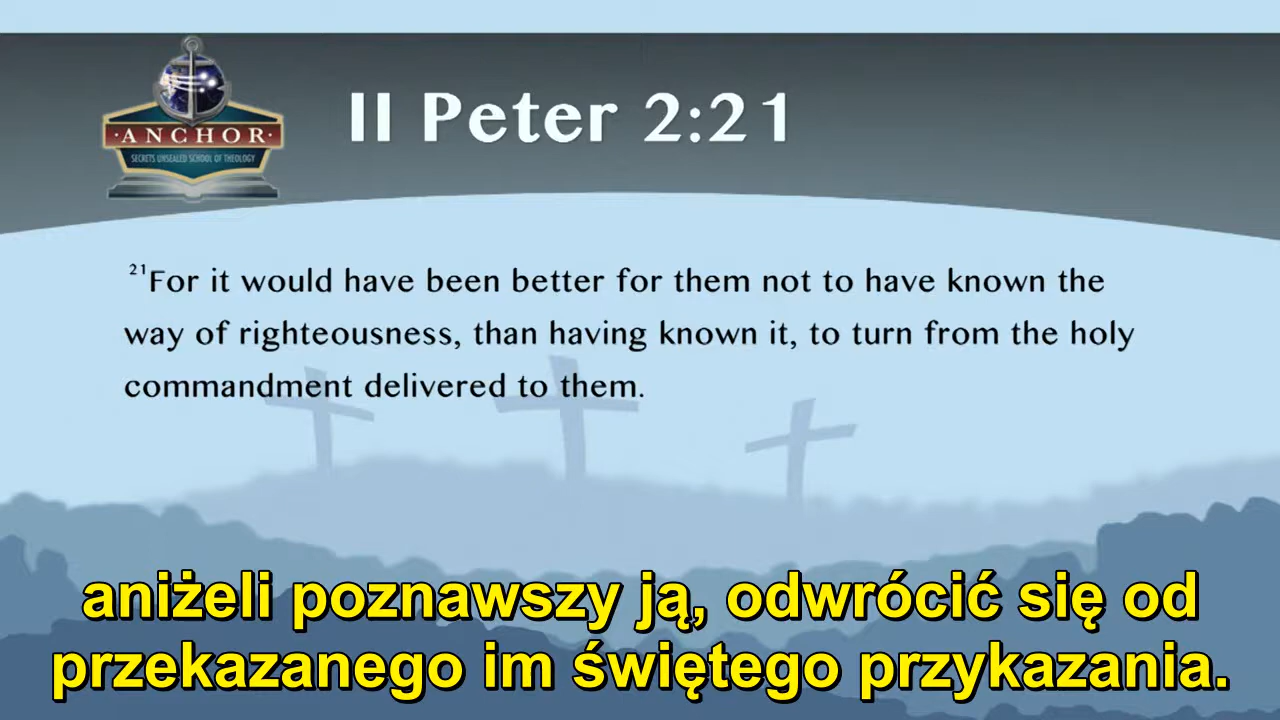 ·ANCHOR·
SECRETS UNSEALED SCHOOL OF THEOLOGY
II Peter 2:21
21For it would have been better for them not to have known the
way of righteousness, than having known it, to turn from the holy
commandment delivered to them.
aniżeli poznawszy ją, odwrócić się od
przekazanego im świętego przykazania.